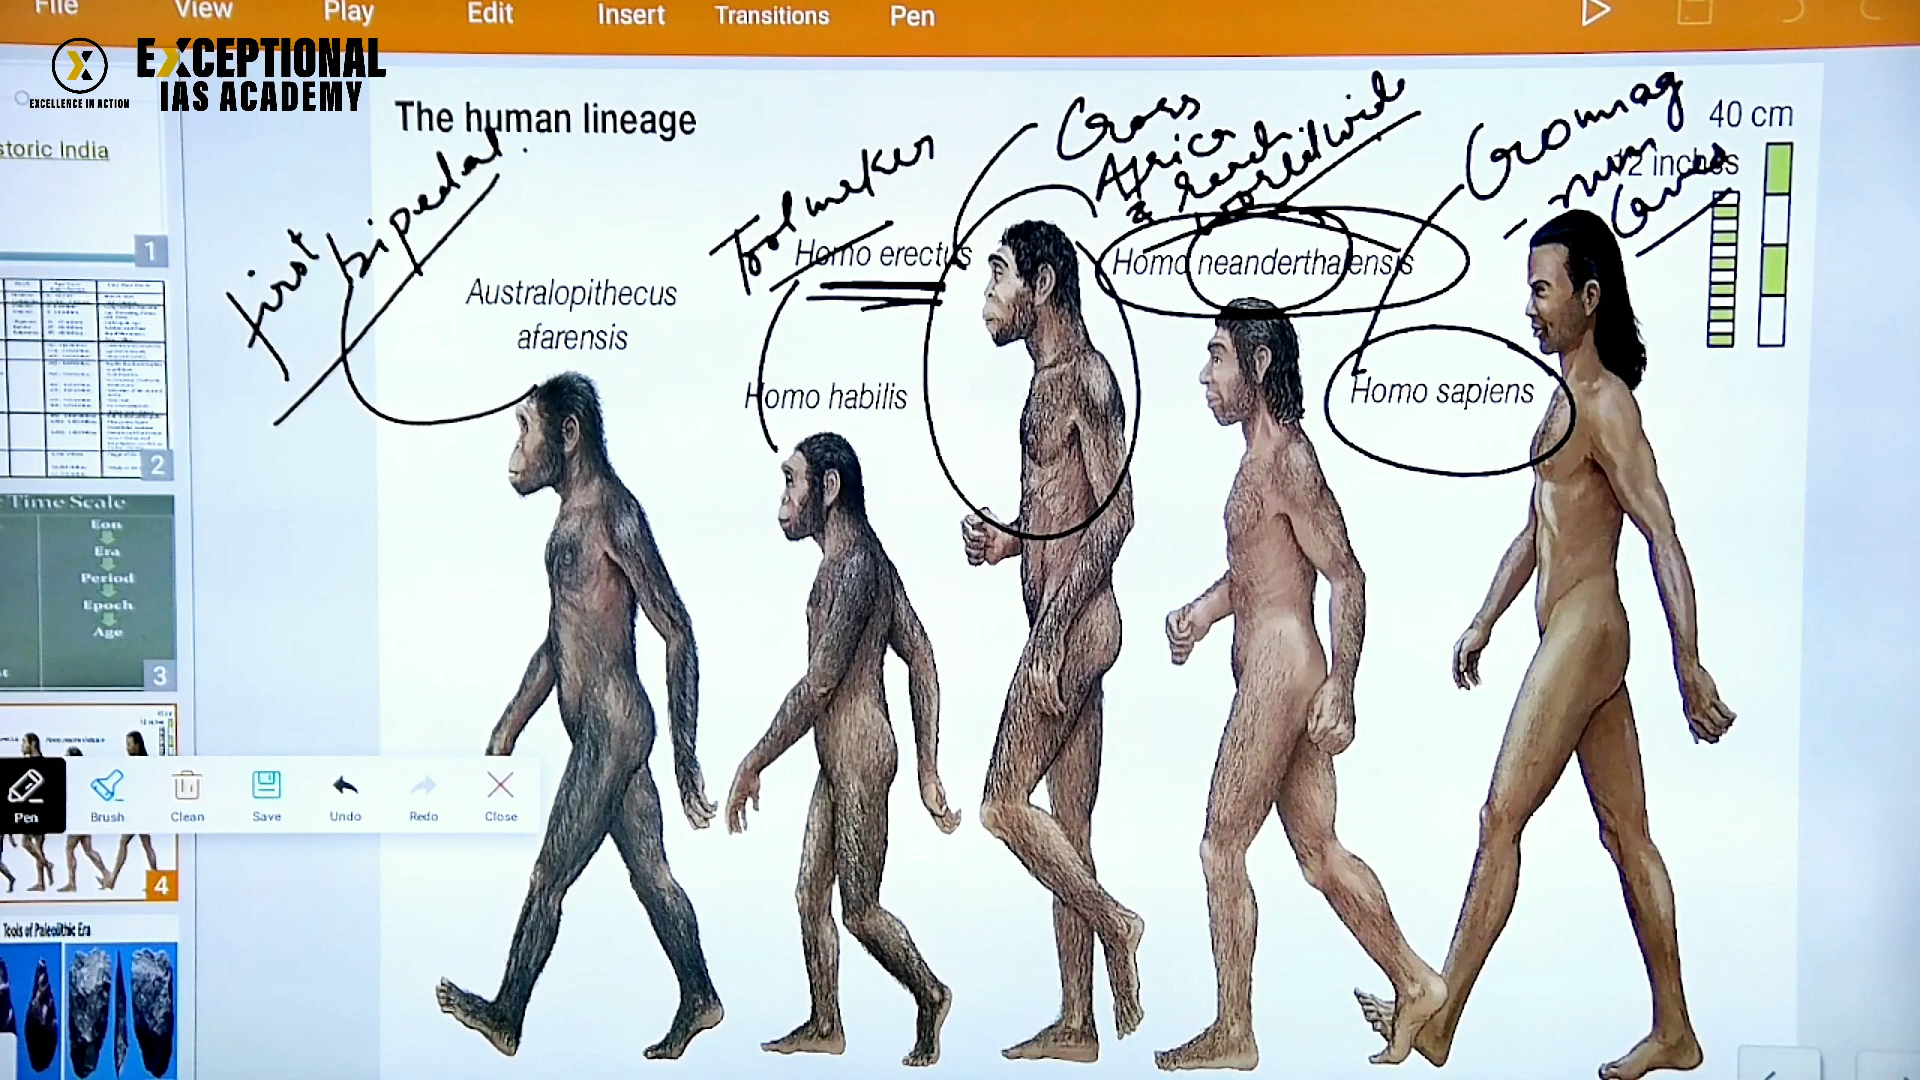 File View Play Edit Insert Transitions Pen
EXCEPTIONAL
IAS ACADEMY
EXCELLENCE IN ACTION
storic India
The human lineage
40 cm
12 inches
first bipedal.
Toolmaker
Cross
Africa
& reach
worldwide
Cromag
Caves
Homo erectus
Homo neanderthalensis
Australopithecus
afarensis
Homo habilis
Homo sapiens
1
2
Time Scale
Eon
Era
Period
Epoch
Age
3
4
Pen Brush Clean Save Undo Redo Close
Tools of Paleolithic Era